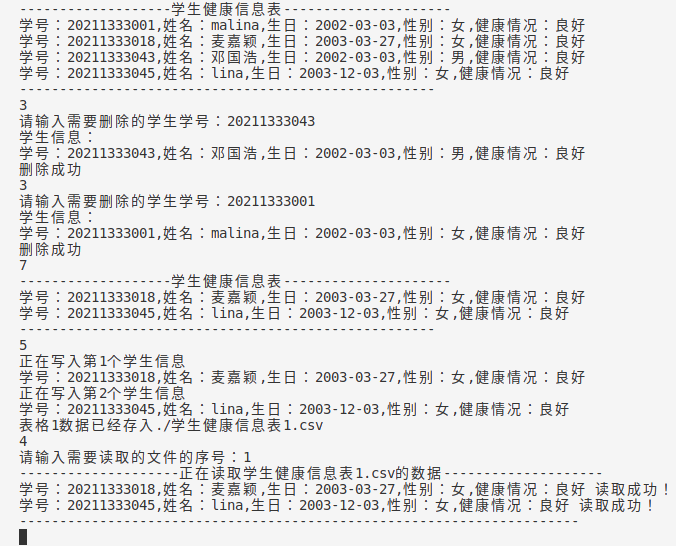 -------------------学生健康信息表---------------------
学号：20211333001,姓名：malina,生日：2002-03-03,性别：女,健康情况：良好
学号：20211333018,姓名：麦嘉颖,生日：2003-03-27,性别：女,健康情况：良好
学号：20211333043,姓名：邓国浩,生日：2002-03-03,性别：男,健康情况：良好
学号：20211333045,姓名：lina,生日：2003-12-03,性别：女,健康情况：良好
----------------------------------------------------
3
请输入需要删除的学生学号：20211333043
学生信息：
学号：20211333043,姓名：邓国浩,生日：2002-03-03,性别：男,健康情况：良好
删除成功
3
请输入需要删除的学生学号：20211333001
学生信息：
学号：20211333001,姓名：malina,生日：2002-03-03,性别：女,健康情况：良好
删除成功
7
-------------------学生健康信息表---------------------
学号：20211333018,姓名：麦嘉颖,生日：2003-03-27,性别：女,健康情况：良好
学号：20211333045,姓名：lina,生日：2003-12-03,性别：女,健康情况：良好
----------------------------------------------------
5
正在写入第1个学生信息
学号：20211333018,姓名：麦嘉颖,生日：2003-03-27,性别：女,健康情况：良好
正在写入第2个学生信息
学号：20211333045,姓名：lina,生日：2003-12-03,性别：女,健康情况：良好
表格1数据已经存入./学生健康信息表1.csv
4
请输入需要读取的文件的序号：1
--------------------正在读取学生健康信息表1.csv的数据--------------------
学号：20211333018,姓名：麦嘉颖,生日：2003-03-27,性别：女,健康情况：良好 读取成功！
学号：20211333045,姓名：lina,生日：2003-12-03,性别：女,健康情况：良好 读取成功！
----------------------------------------------------------------------